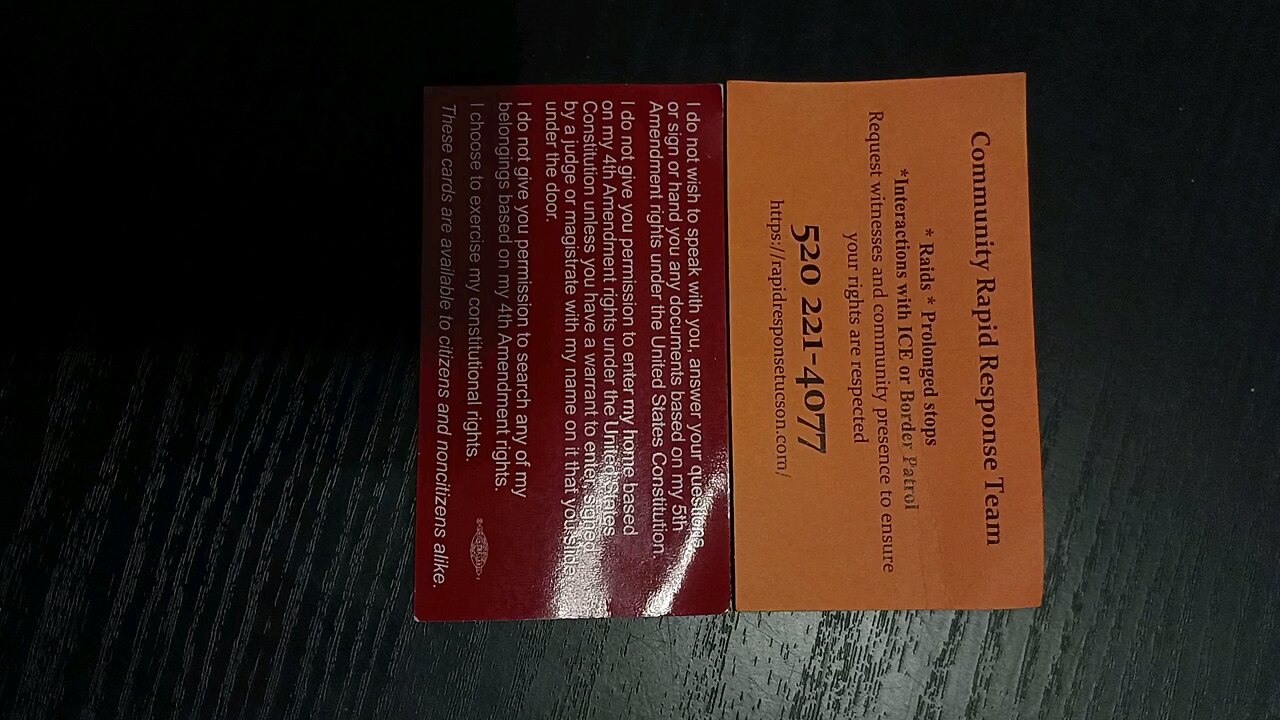 Community Rapid Response Team
* Raids * Prolonged stops
*Interactions with ICE or Border Patrol
Request witnesses and community presence to ensure
your rights are respected
520 221-4077
https://rapidresponsetucson.com/
I do not wish to speak with you, answer your questions,
or sign or hand you any documents based on my 5th
Amendment rights under the United States Constitution.
I do not give you permission to enter my home based
on my 4th Amendment rights under the United States
Constitution unless you have a warrant to enter, signed
by a judge or magistrate with my name on it that you slide
under the door.
I do not give you permission to search any of my
belongings based on my 4th Amendment rights.
I choose to exercise my constitutional rights.
These cards are available to citizens and noncitizens alike.